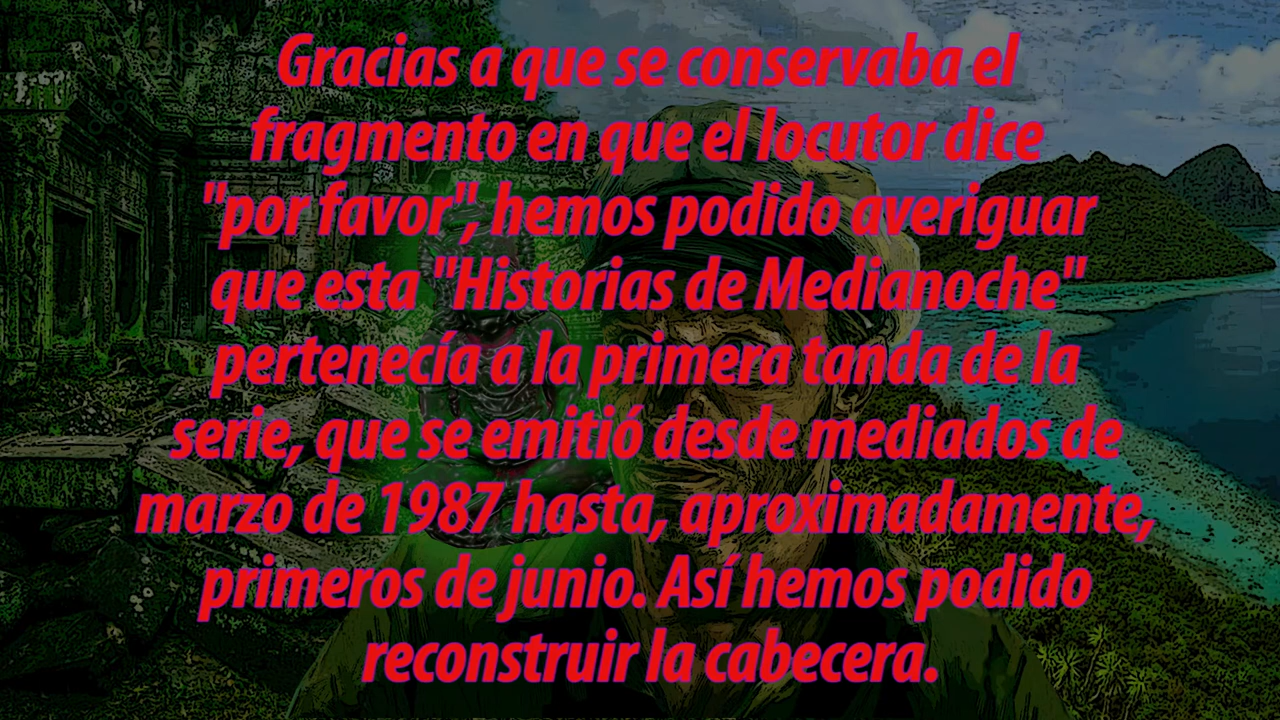 Gracias a que se conservaba el
fragmento en que el locutor dice
"por favor", hemos podido averiguar
que esta "Historias de Medianoche"
pertenecía a la primera tanda de la
serie, que se emitió desde mediados de
marzo de 1987 hasta, aproximadamente,
primeros de junio. Así hemos podido
reconstruir la cabecera.